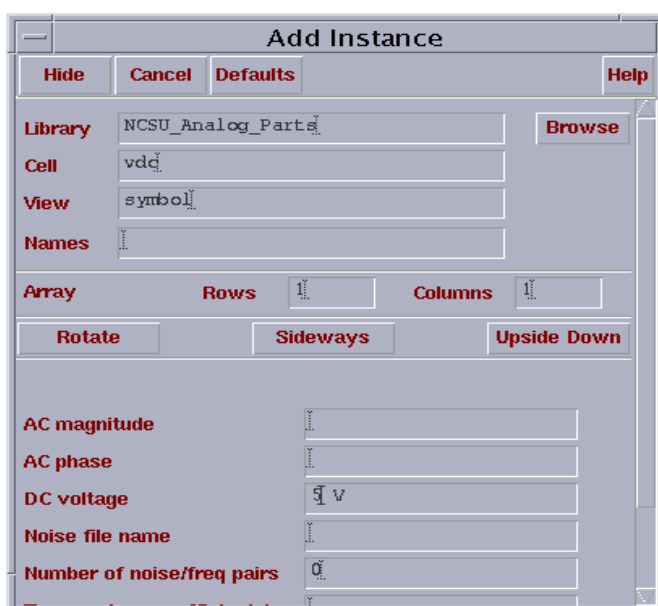 Add Instance
Hide Cancel Defaults Help
Library NCSU_Analog_Parts Browse
Cell vdc
View symbol
Names
Array Rows 1 Columns 1
Rotate Sideways Upside Down
AC magnitude
AC phase
DC voltage 5 V
Noise file name
Number of noise/freq pairs 0